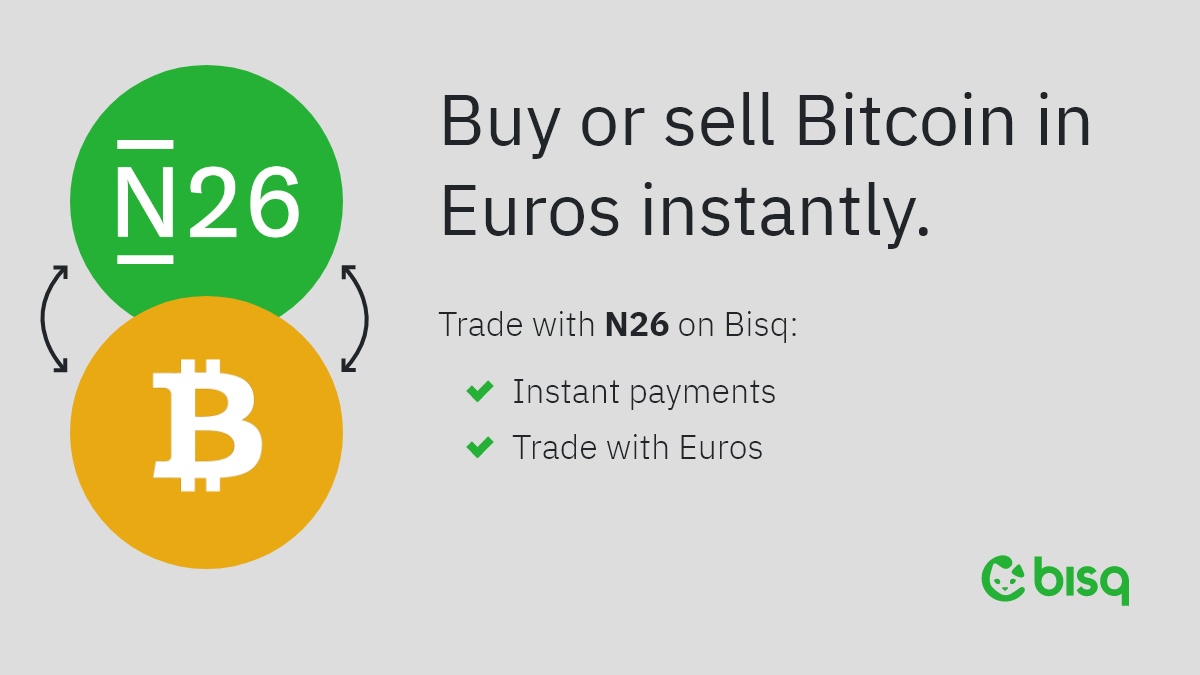 N26
Buy or sell Bitcoin in
Euros instantly.
Trade with N26 on Bisq:
Instant payments
Trade with Euros
bisq